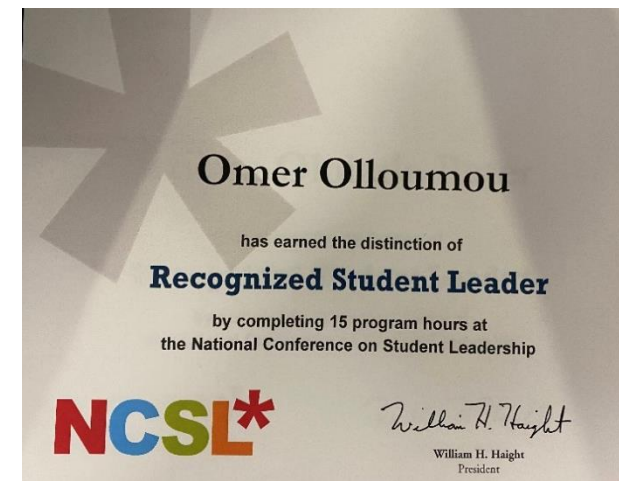 Omer Olloumou
has earned the distinction of
Recognized Student Leader
by completing 15 program hours at
the National Conference on Student Leadership
NCSL*
William H. Haight
William H. Haight
President